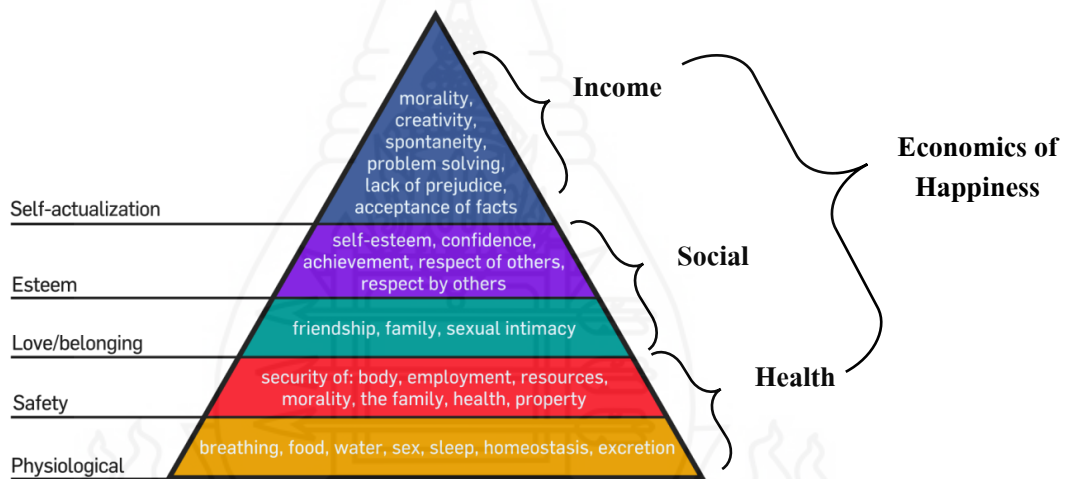 morality,
creativity,
spontaneity,
problem solving,
lack of prejudice,
acceptance of facts
Self-actualization
self-esteem, confidence,
achievement, respect of others,
respect by others
Esteem
friendship, family, sexual intimacy
Love/belonging
security of: body, employment, resources,
morality, the family, health, property
Safety
breathing, food, water, sex, sleep, homeostasis, excretion
Physiological
Income
Social
Health
Economics of
Happiness